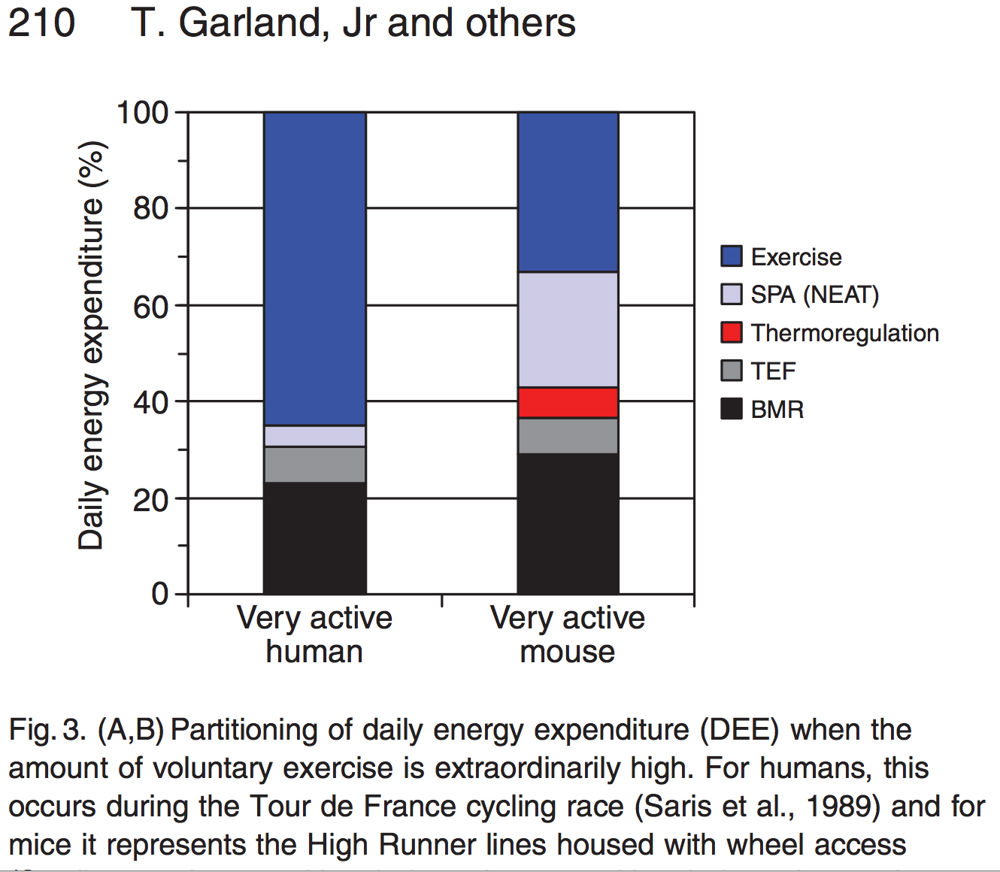 210 T. Garland, Jr and others
100
80
60
40
20
0
Daily energy expenditure (%)
Very active
human
Very active
mouse
Exercise
SPA (NEAT)
Thermoregulation
TEF
BMR
Fig. 3. (A,B) Partitioning of daily energy expenditure (DEE) when the
amount of voluntary exercise is extraordinarily high. For humans, this
occurs during the Tour de France cycling race (Saris et al., 1989) and for
mice it represents the High Runner lines housed with wheel access